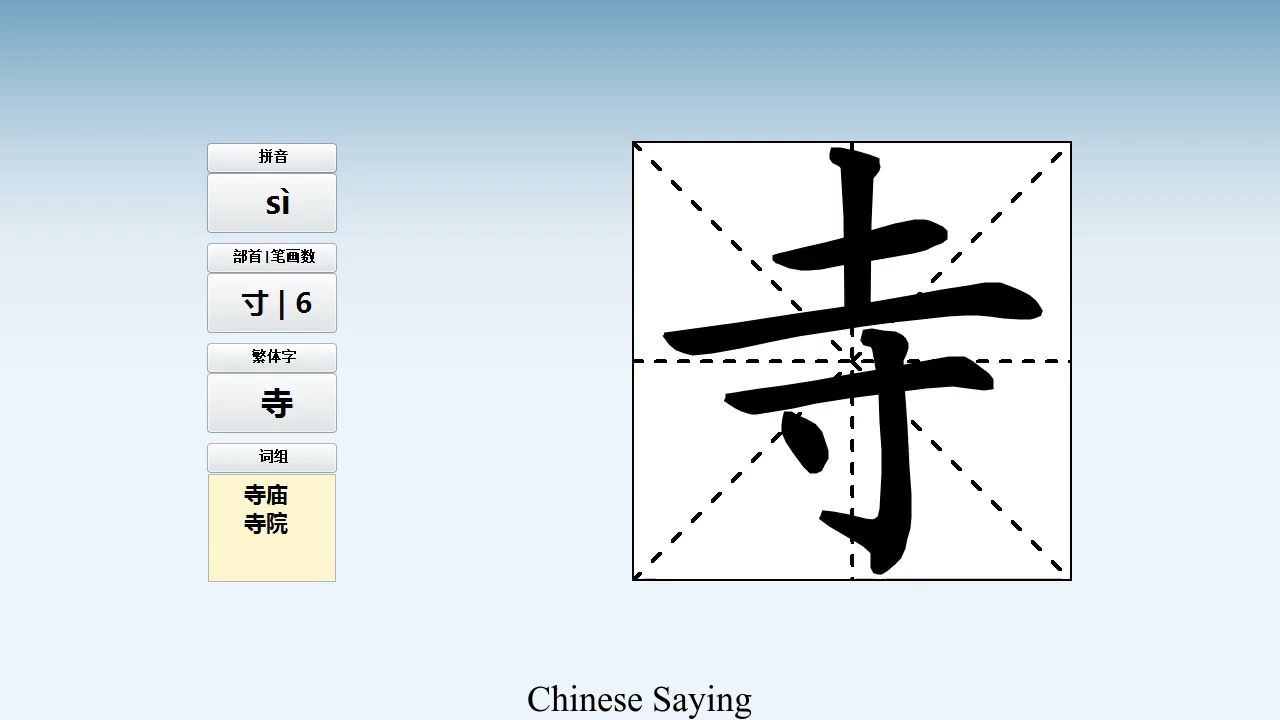 拼音
sì
部首|笔画数
寸 | 6
繁体字
寺
词组
寺庙
寺院
寺
Chinese Saying